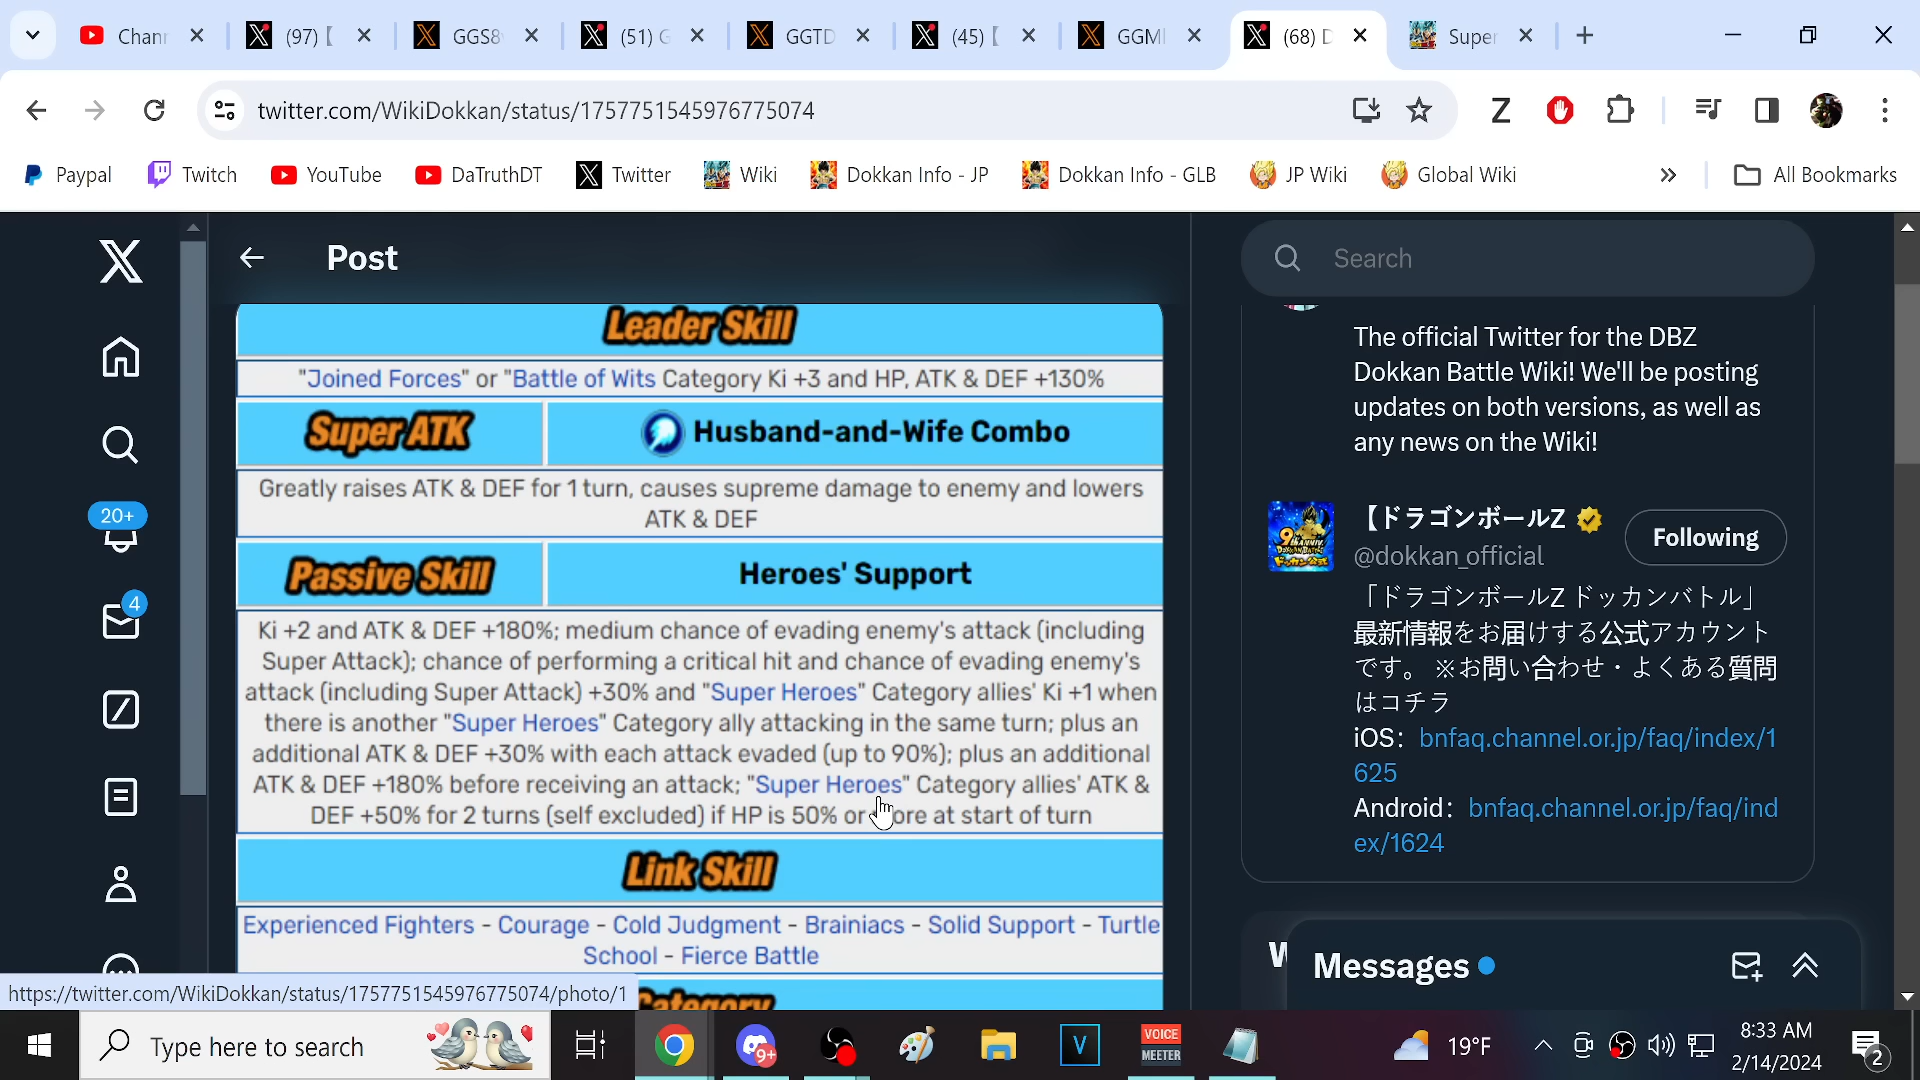 Chan
(97) [
GGS8
(51) G
GGTD
(45) [
GGM
(68) D
Super
twitter.com/WikiDokkan/status/1757751545976775074
Paypal
Twitch
YouTube
DaTruthDT
Twitter
Wiki
Dokkan Info - JP
Dokkan Info - GLB
JP Wiki
Global Wiki
All Bookmarks
Post
Search
Leader Skill
"Joined Forces" or "Battle of Wits Category Ki +3 and HP, ATK & DEF +130%
Super ATK
Husband-and-Wife Combo
Greatly raises ATK & DEF for 1 turn, causes supreme damage to enemy and lowers
ATK & DEF
Passive Skill
Heroes' Support
Ki +2 and ATK & DEF +180%; medium chance of evading enemy's attack (including
Super Attack); chance of performing a critical hit and chance of evading enemy's
attack (including Super Attack) +30% and "Super Heroes" Category allies' Ki +1 when
there is another "Super Heroes" Category ally attacking in the same turn; plus an
additional ATK & DEF +30% with each attack evaded (up to 90%); plus an additional
ATK & DEF +180% before receiving an attack; "Super Heroes" Category allies' ATK &
DEF +50% for 2 turns (self excluded) if HP is 50% or more at start of turn
Link Skill
Experienced Fighters - Courage - Cold Judgment - Brainiacs - Solid Support - Turtle
School - Fierce Battle
Category
20+
4
The official Twitter for the DBZ
Dokkan Battle Wiki! We'll be posting
updates on both versions, as well as
any news on the Wiki!
【ドラゴンボールZ
@dokkan_official
Following
「ドラゴンボールZ ドッカンバトル」
最新情報をお届けする公式アカウント
です。 ※お問い合わせ・よくある質問
はコチラ
iOS： bnfaq.channel.or.jp/faq/index/1
625
Android： bnfaq.channel.or.jp/faq/ind
ex/1624
W
Messages
https://twitter.com/WikiDokkan/status/1757751545976775074/photo/1
Type here to search
9+
V
VOICE
MEETER
19°F
8:33 AM
2/14/2024
2